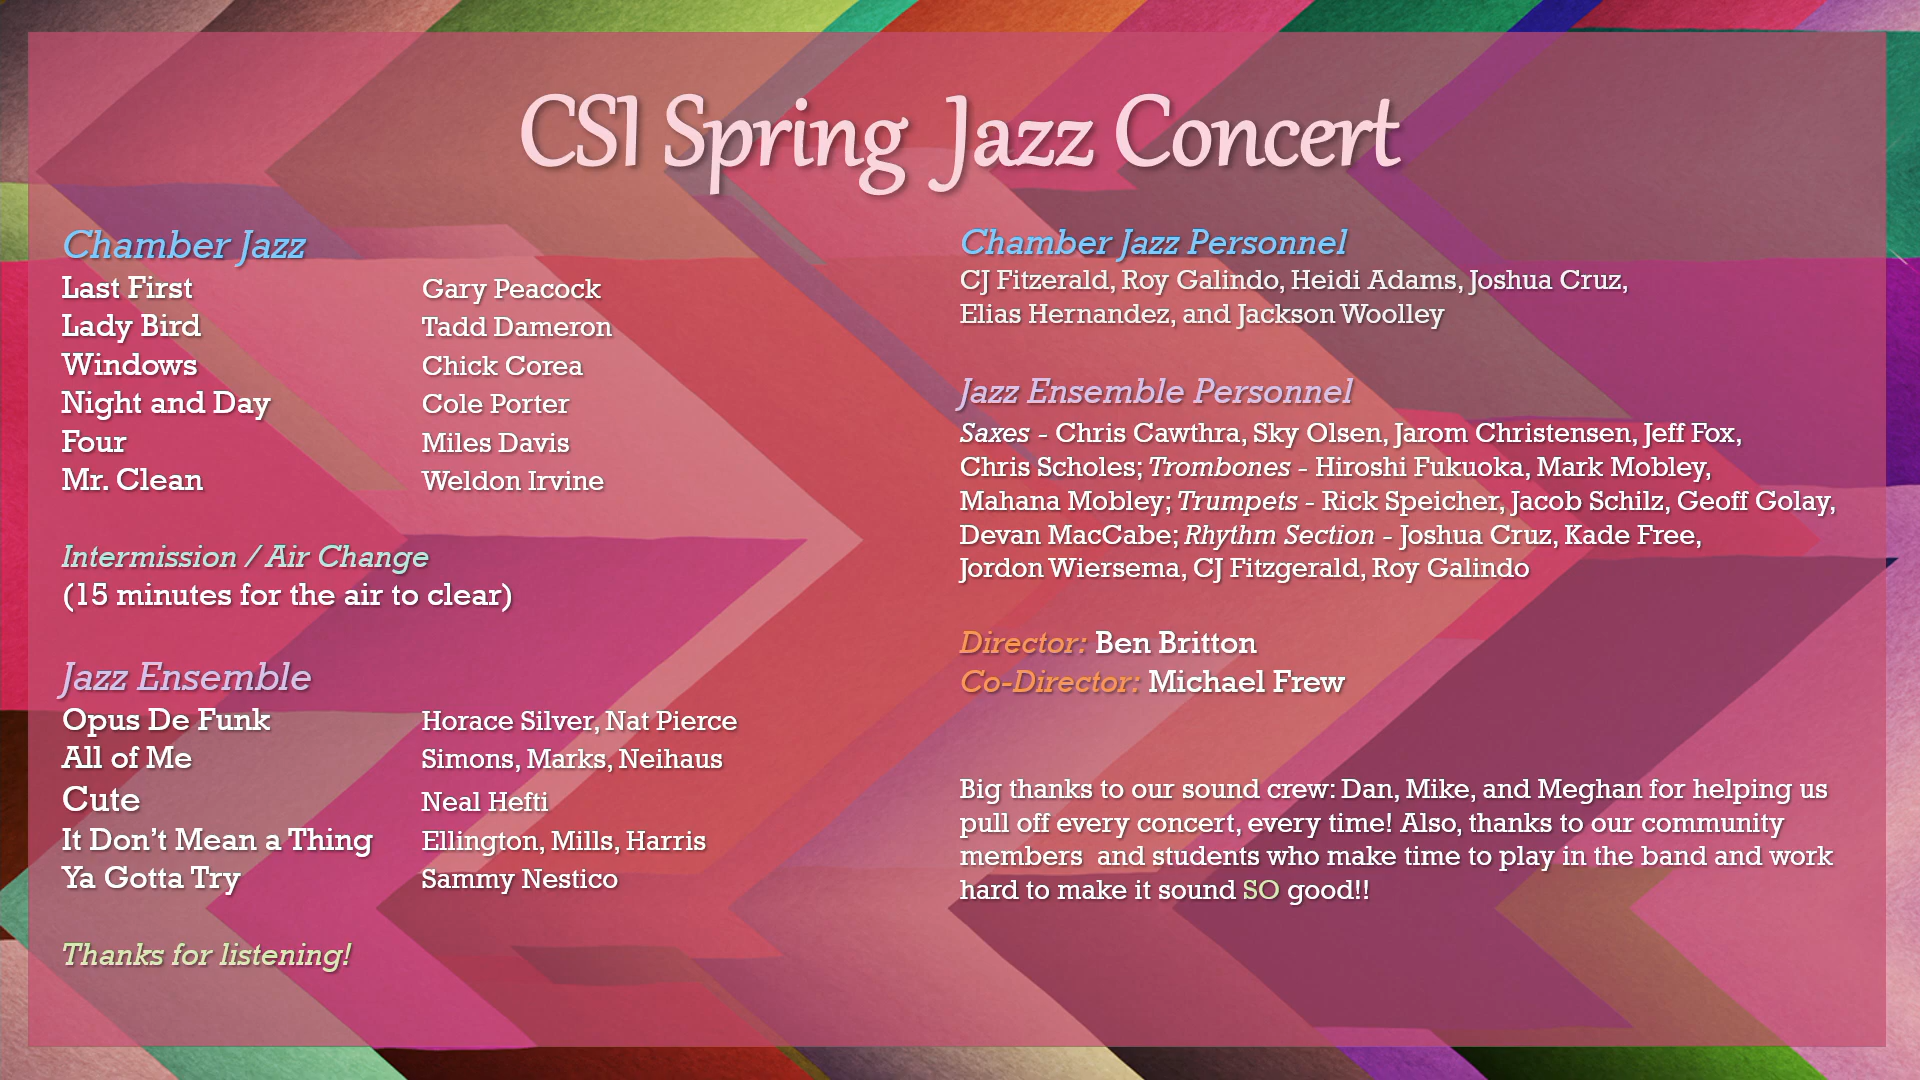 CSI Spring Jazz Concert
Chamber Jazz
Last First Gary Peacock
Lady Bird Tadd Dameron
Windows Chick Corea
Night and Day Cole Porter
Four Miles Davis
Mr. Clean Weldon Irvine
Intermission / Air Change
(15 minutes for the air to clear)
Jazz Ensemble
Opus De Funk Horace Silver, Nat Pierce
All of Me Simons, Marks, Neihaus
Cute Neal Hefti
It Don’t Mean a Thing Ellington, Mills, Harris
Ya Gotta Try Sammy Nestico
Thanks for listening!
Chamber Jazz Personnel
CJ Fitzerald, Roy Galindo, Heidi Adams, Joshua Cruz,
Elias Hernandez, and Jackson Woolley
Jazz Ensemble Personnel
Saxes - Chris Cawthra, Sky Olsen, Jarom Christensen, Jeff Fox,
Chris Scholes; Trombones - Hiroshi Fukuoka, Mark Mobley,
Mahana Mobley; Trumpets - Rick Speicher, Jacob Schilz, Geoff Golay,
Devan MacCabe; Rhythm Section - Joshua Cruz, Kade Free,
Jordon Wiersema, CJ Fitzgerald, Roy Galindo
Director: Ben Britton
Co-Director: Michael Frew
Big thanks to our sound crew: Dan, Mike, and Meghan for helping us
pull off every concert, every time! Also, thanks to our community
members  and students who make time to play in the band and work
hard to make it sound SO good!!